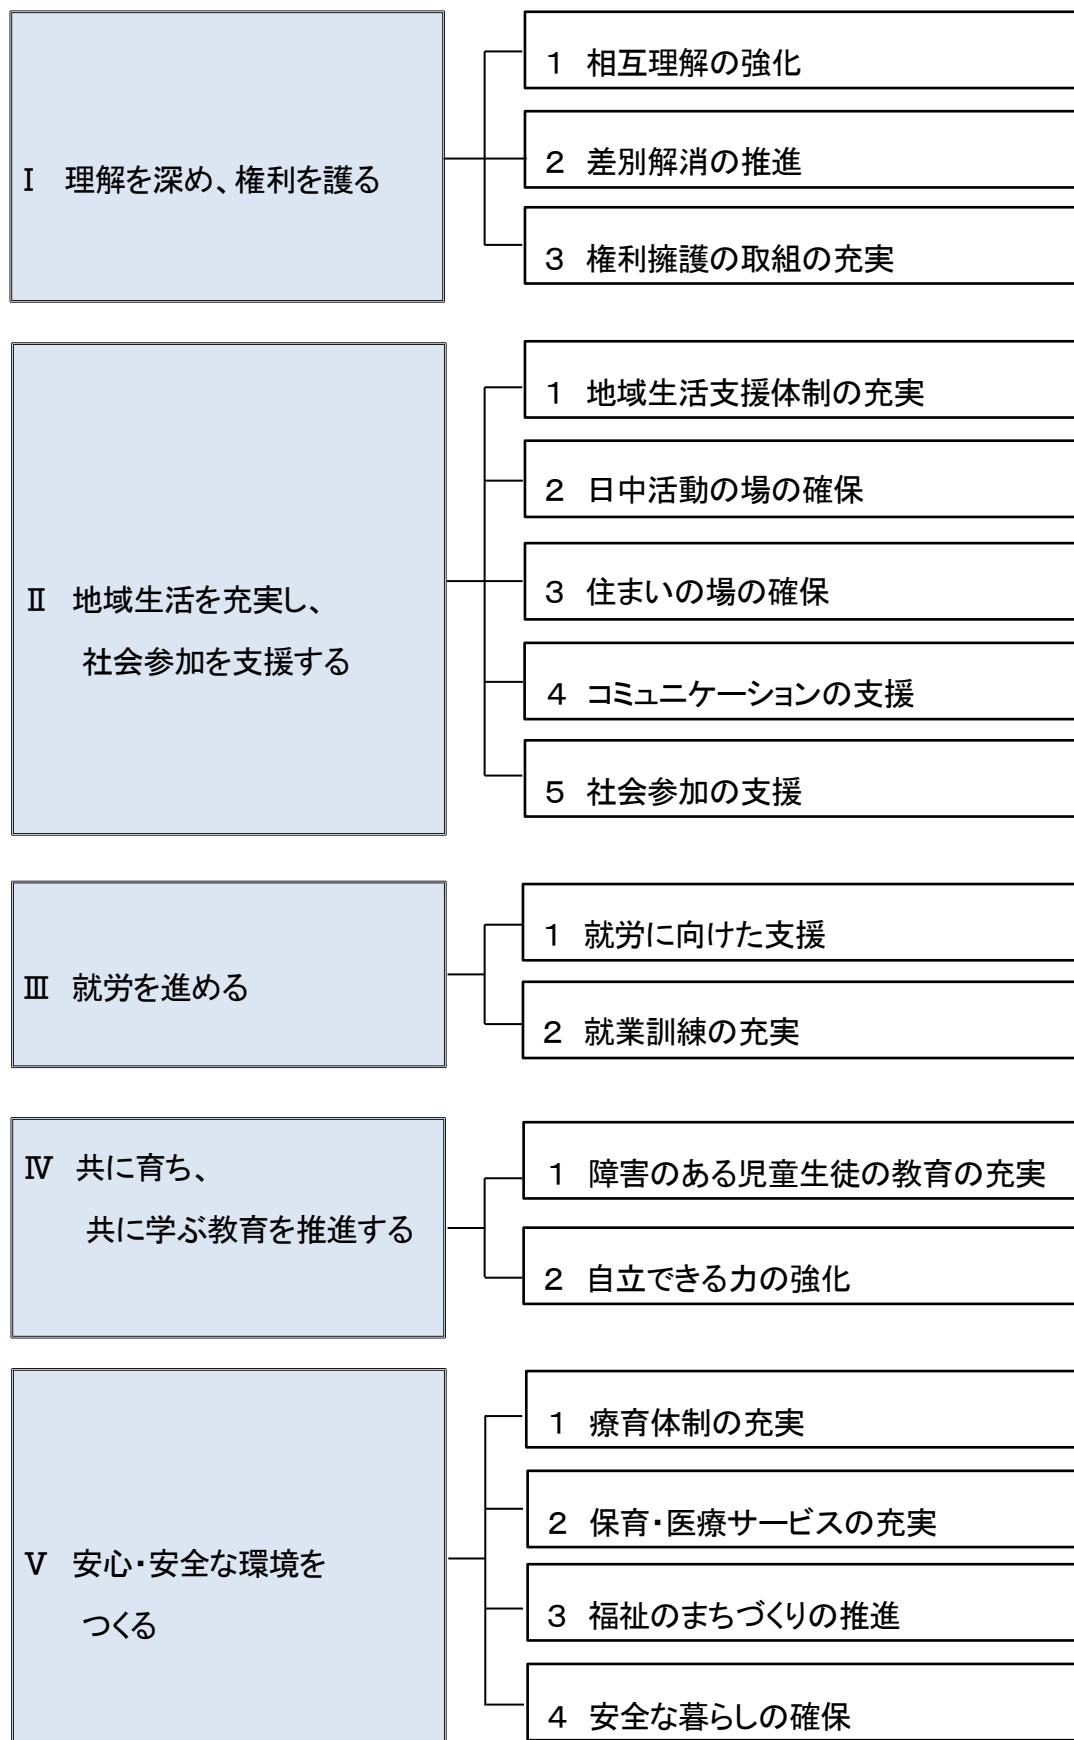 Ⅰ 理解を深め、権利を護る
1 相互理解の強化
2 差別解消の推進
3 権利擁護の取組の充実
Ⅱ 地域生活を充実し、
社会参加を支援する
1 地域生活支援体制の充実
2 日中活動の場の確保
3 住まいの場の確保
4 コミュニケーションの支援
5 社会参加の支援
Ⅲ 就労を進める
1 就労に向けた支援
2 就業訓練の充実
Ⅳ 共に育ち、
共に学ぶ教育を推進する
1 障害のある児童生徒の教育の充実
2 自立できる力の強化
Ⅴ 安心・安全な環境を
つくる
1 療育体制の充実
2 保育・医療サービスの充実
3 福祉のまちづくりの推進
4 安全な暮らしの確保